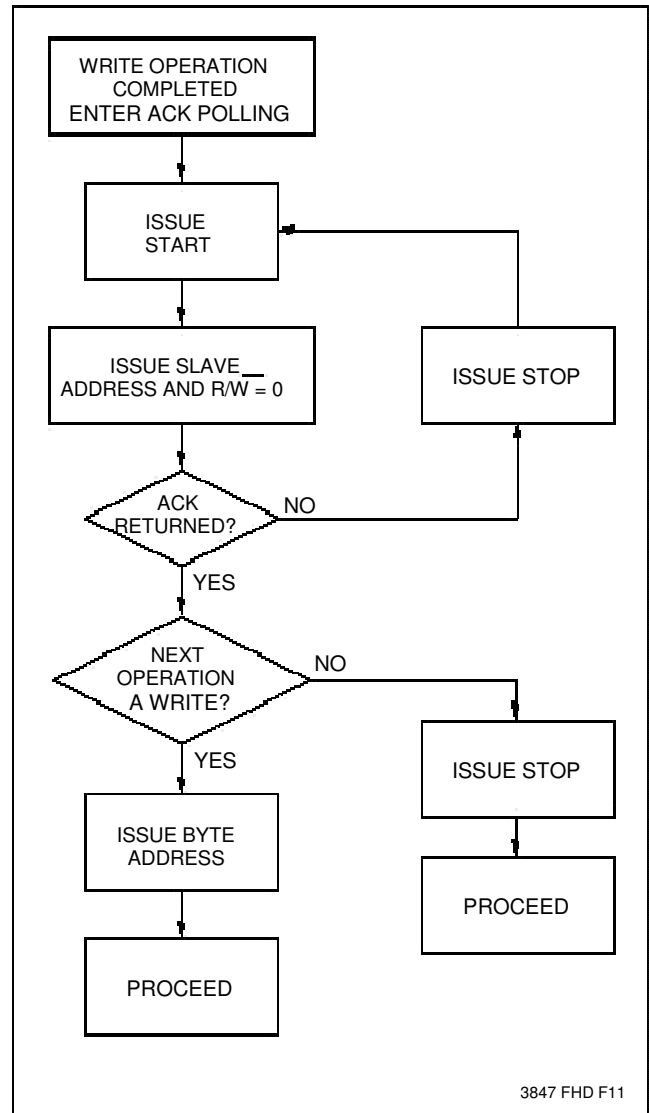 WRITE OPERATION
COMPLETED
ENTER ACK POLLING
ISSUE
START
ISSUE SLAVE
ADDRESS AND R/W = 0
ISSUE STOP
ACK
RETURNED?
NO
YES
NEXT
OPERATION
A WRITE?
NO
YES
ISSUE STOP
ISSUE BYTE
ADDRESS
PROCEED
PROCEED
3847 FHD F11